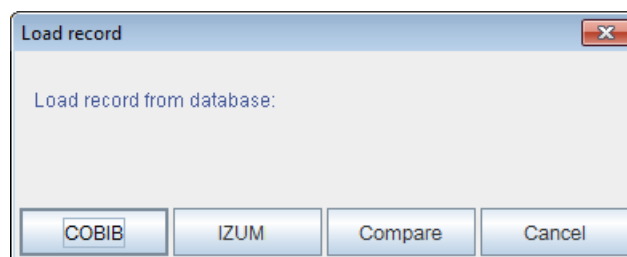 Load record
Load record from database:
COBIB IZUM Compare Cancel